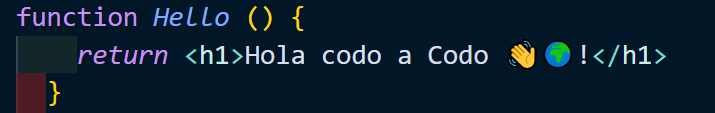 function Hello () {
return <h1>Hola codo a Codo 👋🌍!</h1>
}